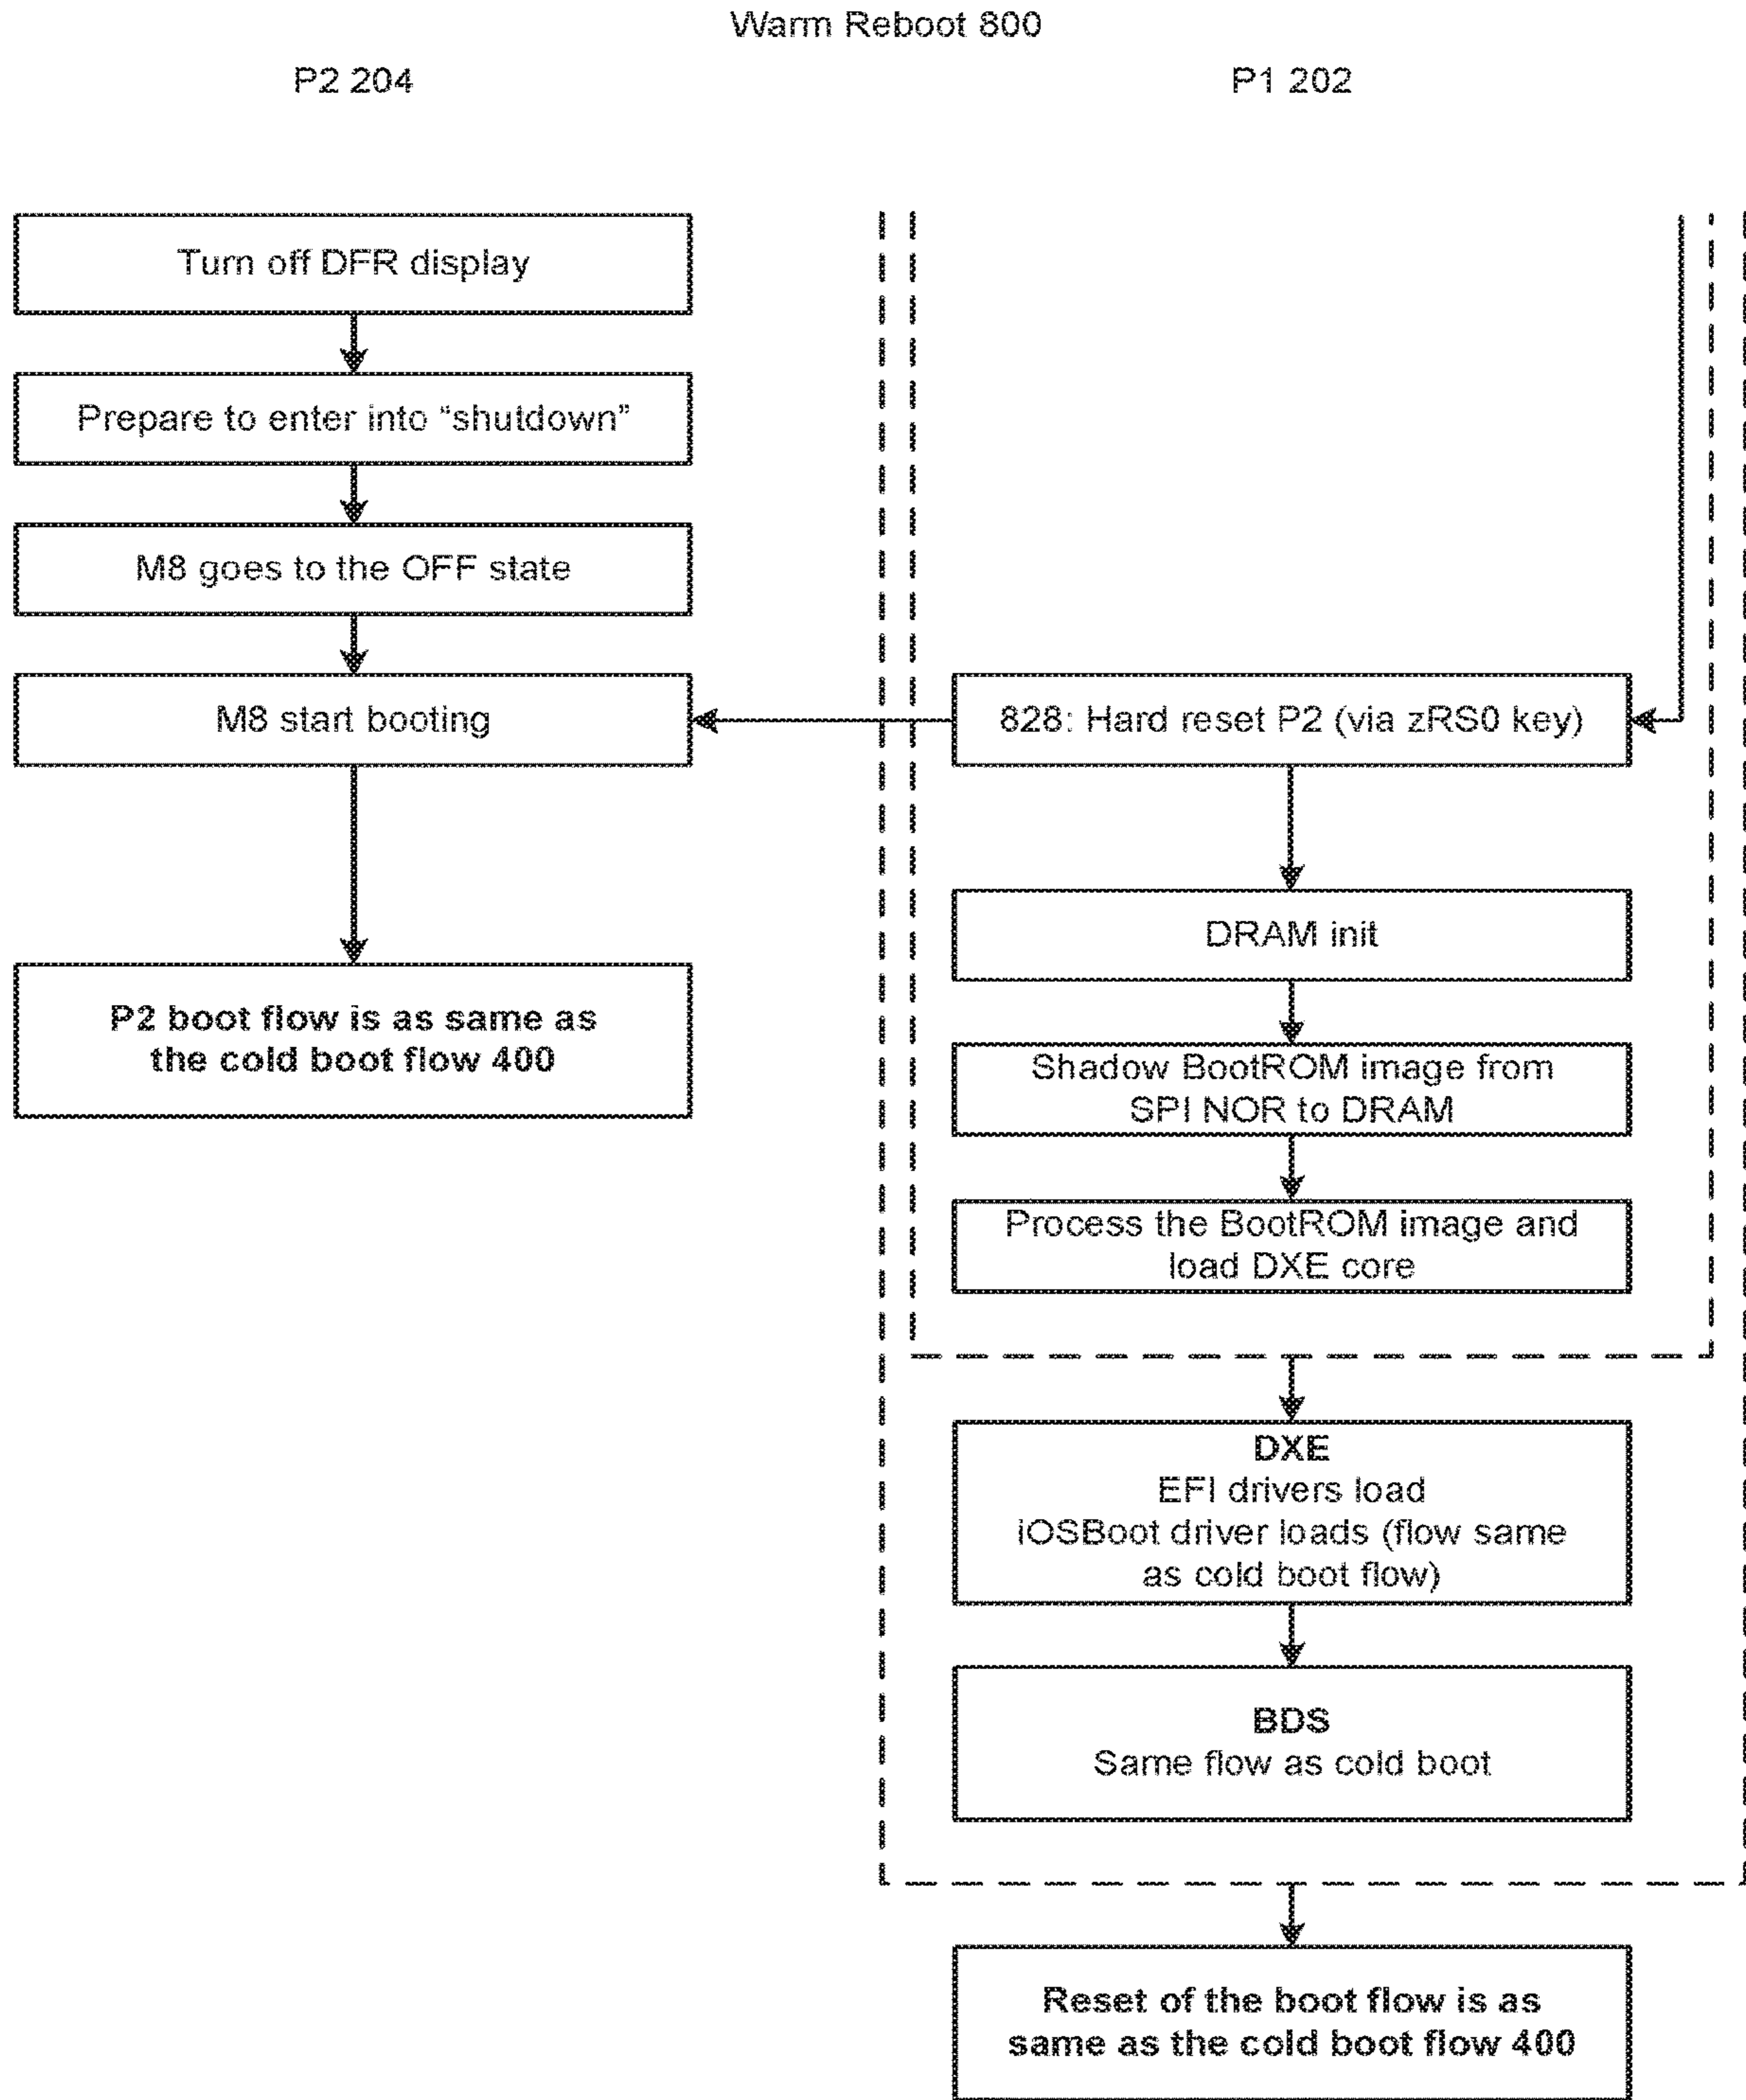 Warm Reboot 800
P2 204
P1 202
Turn off DFR display
Prepare to enter into “shutdown”
M8 goes to the OFF state
M8 start booting
828: Hard reset P2 (via zRS0 key)
DRAM init
P2 boot flow is as same as
the cold boot flow 400
Shadow BootROM image from
SPI NOR to DRAM
Process the BootROM image and
load DXE core
DXE
EFI drivers load
iOSBoot driver loads (flow same
as cold boot flow)
BDS
Same flow as cold boot
Reset of the boot flow is as
same as the cold boot flow 400